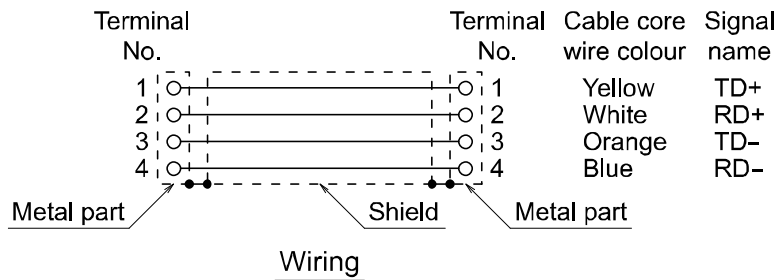 Terminal No. Terminal No. Cable core wire colour Signal name
1 1 Yellow TD+
2 2 White RD+
3 3 Orange TD–
4 4 Blue RD–
Metal part Shield Metal part
Wiring